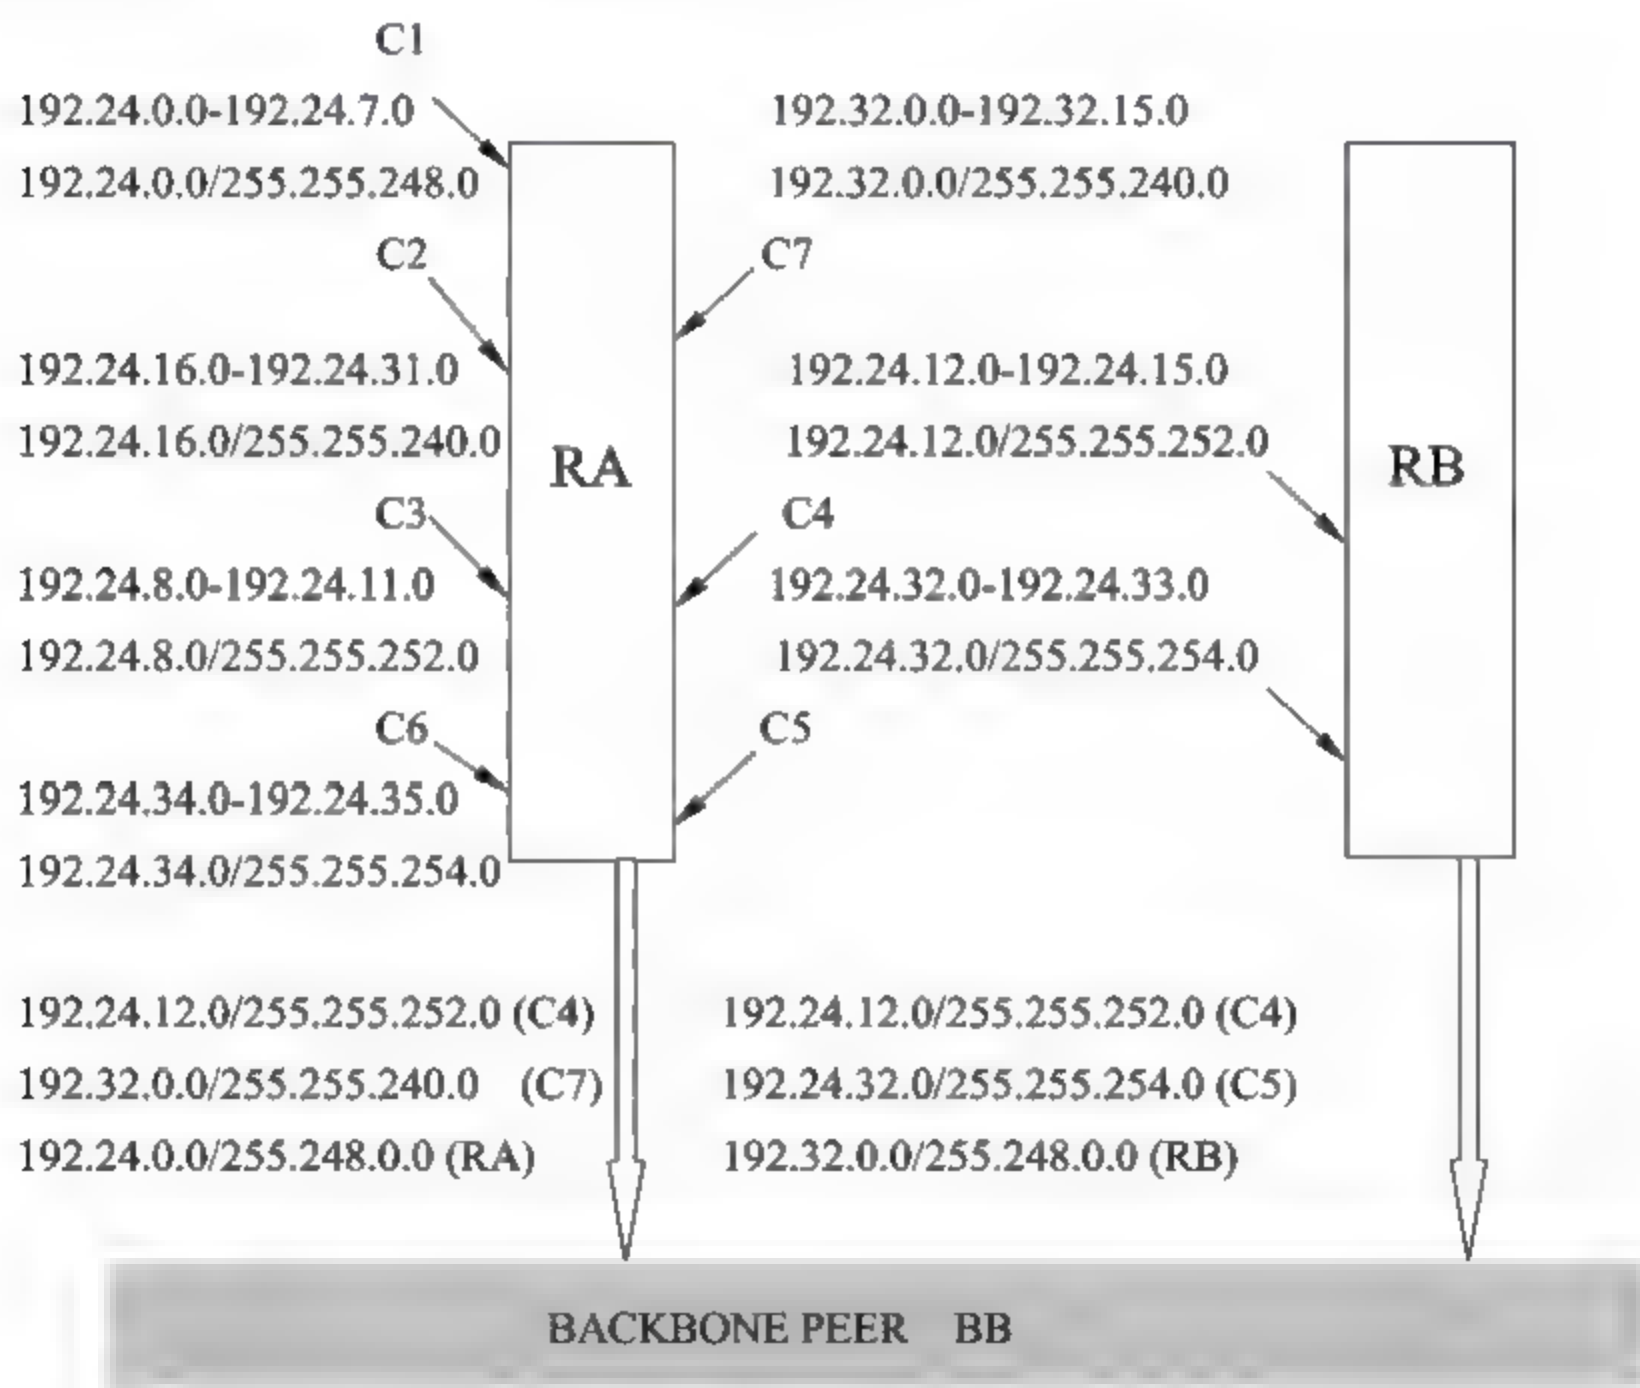 C1
192.24.0.0-192.24.7.0
192.24.0.0/255.255.248.0
C2
192.24.16.0-192.24.31.0
192.24.16.0/255.255.240.0
C3
192.24.8.0-192.24.11.0
192.24.8.0/255.255.252.0
C6
192.24.34.0-192.24.35.0
192.24.34.0/255.255.254.0
RA
192.32.0.0-192.32.15.0
192.32.0.0/255.255.240.0
C7
192.24.12.0-192.24.15.0
192.24.12.0/255.255.252.0
C4
192.24.32.0-192.24.33.0
192.24.32.0/255.255.254.0
C5
RB
192.24.12.0/255.255.252.0 (C4)
192.32.0.0/255.255.240.0 (C7)
192.24.0.0/255.248.0.0 (RA)
192.24.12.0/255.255.252.0 (C4)
192.24.32.0/255.255.254.0 (C5)
192.32.0.0/255.248.0.0 (RB)
BACKBONE PEER BB